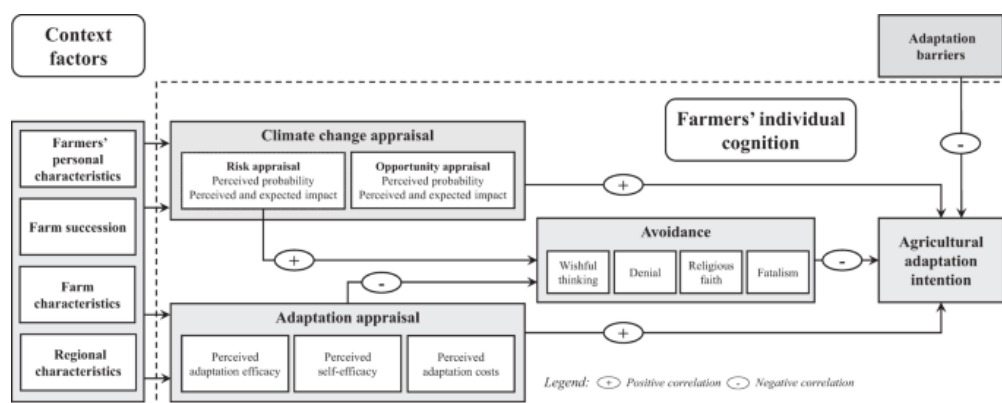 Context
factors
Adaptation
barriers
Farmers'
personal
characteristics
Farm succession
Farm
characteristics
Regional
characteristics
Climate change appraisal
Risk appraisal
Perceived probability
Perceived and expected impact
Opportunity appraisal
Perceived probability
Perceived and expected impact
Farmers' individual
cognition
-
+
+
-
Avoidance
Wishful
thinking
Denial
Religious
faith
Fatalism
-
Agricultural
adaptation
intention
Adaptation appraisal
Perceived
adaptation efficacy
Perceived
self-efficacy
Perceived
adaptation costs
+
Legend: + Positive correlation - Negative correlation